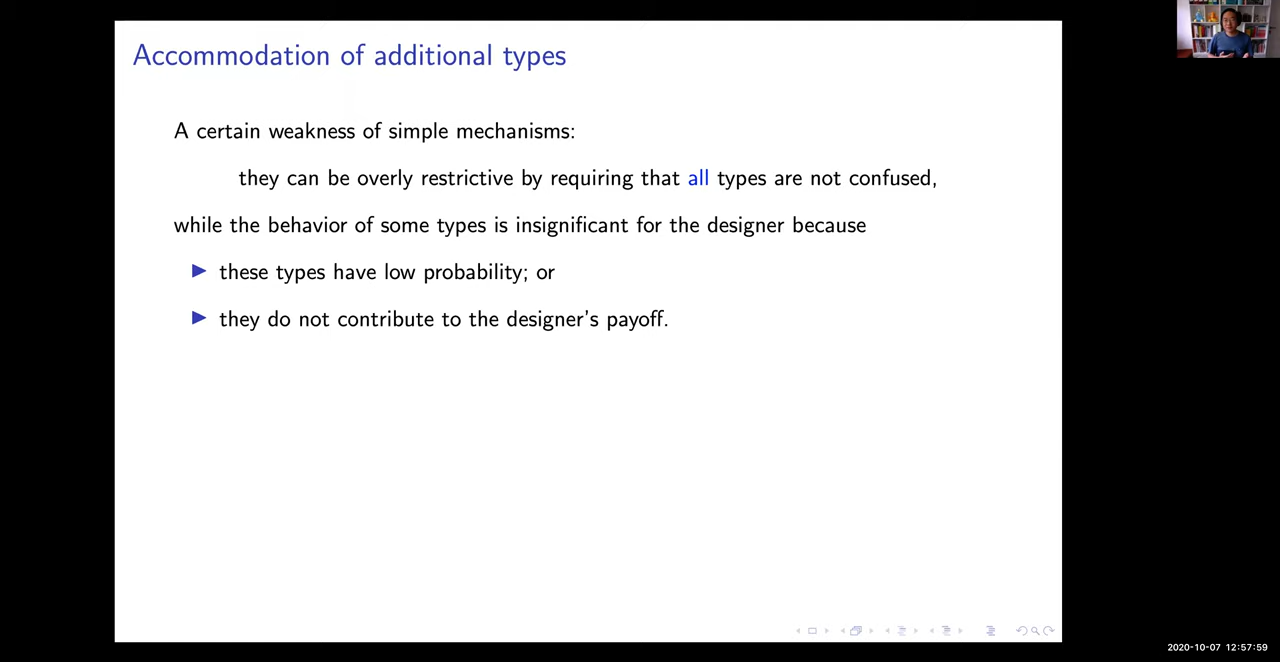 Accommodation of additional types
A certain weakness of simple mechanisms:
they can be overly restrictive by requiring that all types are not confused,
while the behavior of some types is insignificant for the designer because
▶ these types have low probability; or
▶ they do not contribute to the designer's payoff.
2020-10-07 12:57:59